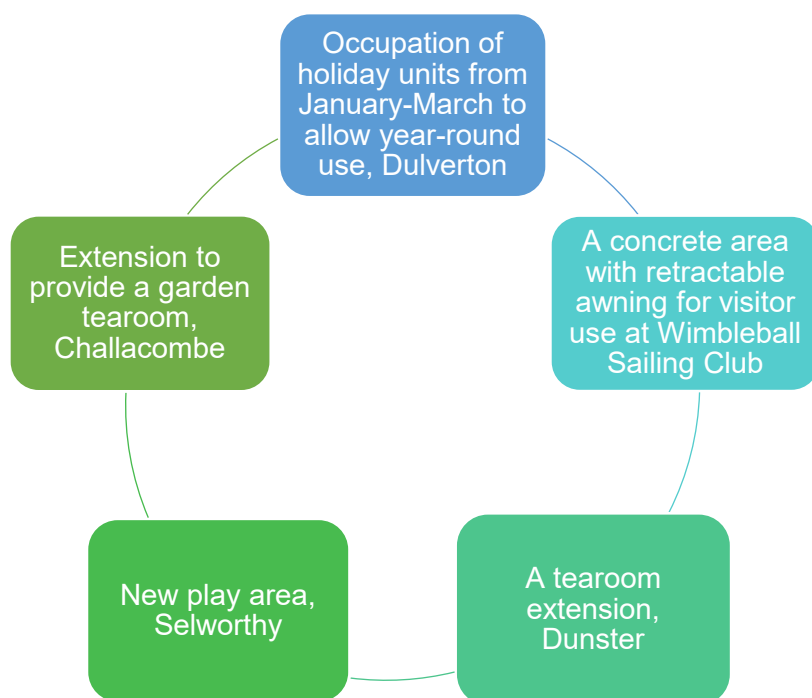 Occupation of
holiday units from
January-March to
allow year-round
use, Dulverton
A concrete area
with retractable
awning for visitor
use at Wimbleball
Sailing Club
A tearoom
extension,
Dunster
New play area,
Selworthy
Extension to
provide a garden
tearoom,
Challacombe